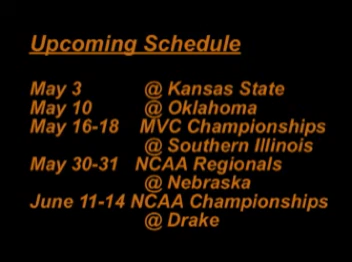 Upcoming Schedule
May 3 @ Kansas State
May 10 @ Oklahoma
May 16-18 MVC Championships
@ Southern Illinois
May 30-31 NCAA Regionals
@ Nebraska
June 11-14 NCAA Championships
@ Drake